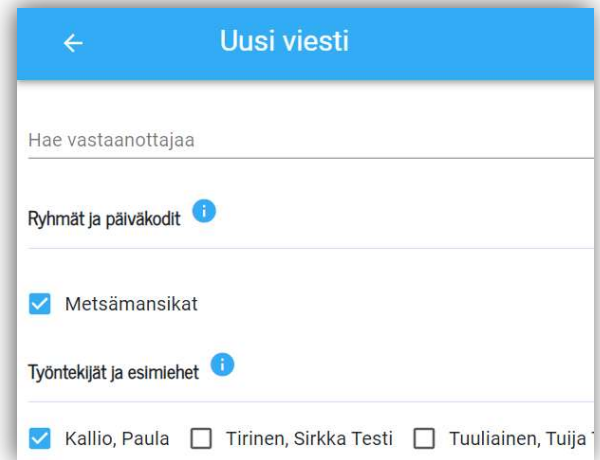 Uusi viesti
Hae vastaanottajaa
Ryhmät ja päiväkodit
Metsämansikat
Työntekijät ja esimiehet
Kallio, Paula Tirinen, Sirkka Testi Tuuliainen, Tuija